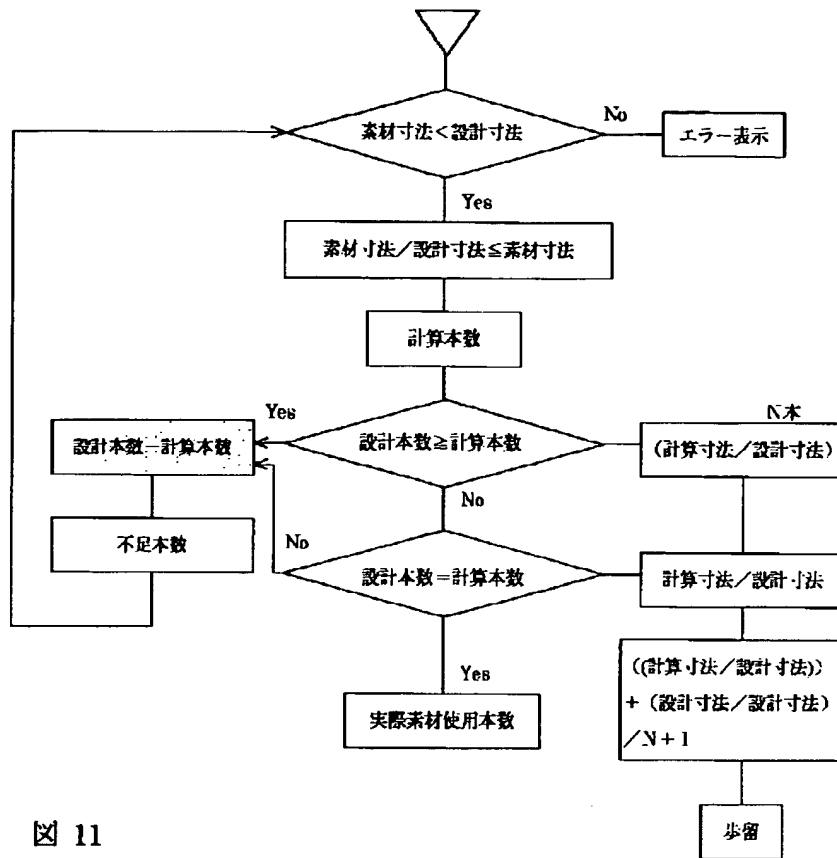 素材寸法<設計寸法
No
エラー表示
Yes
素材寸法/設計寸法≦素材寸法
計算本数
Yes
設計本数≧計算本数
N本
(計算寸法/設計寸法)
設計本数-計算本数
No
不足本数
No
設計本数=計算本数
計算寸法/設計寸法
Yes
((計算寸法/設計寸法))
+(設計寸法/設計寸法)
/N+1
実際素材使用本数
歩留
図 11